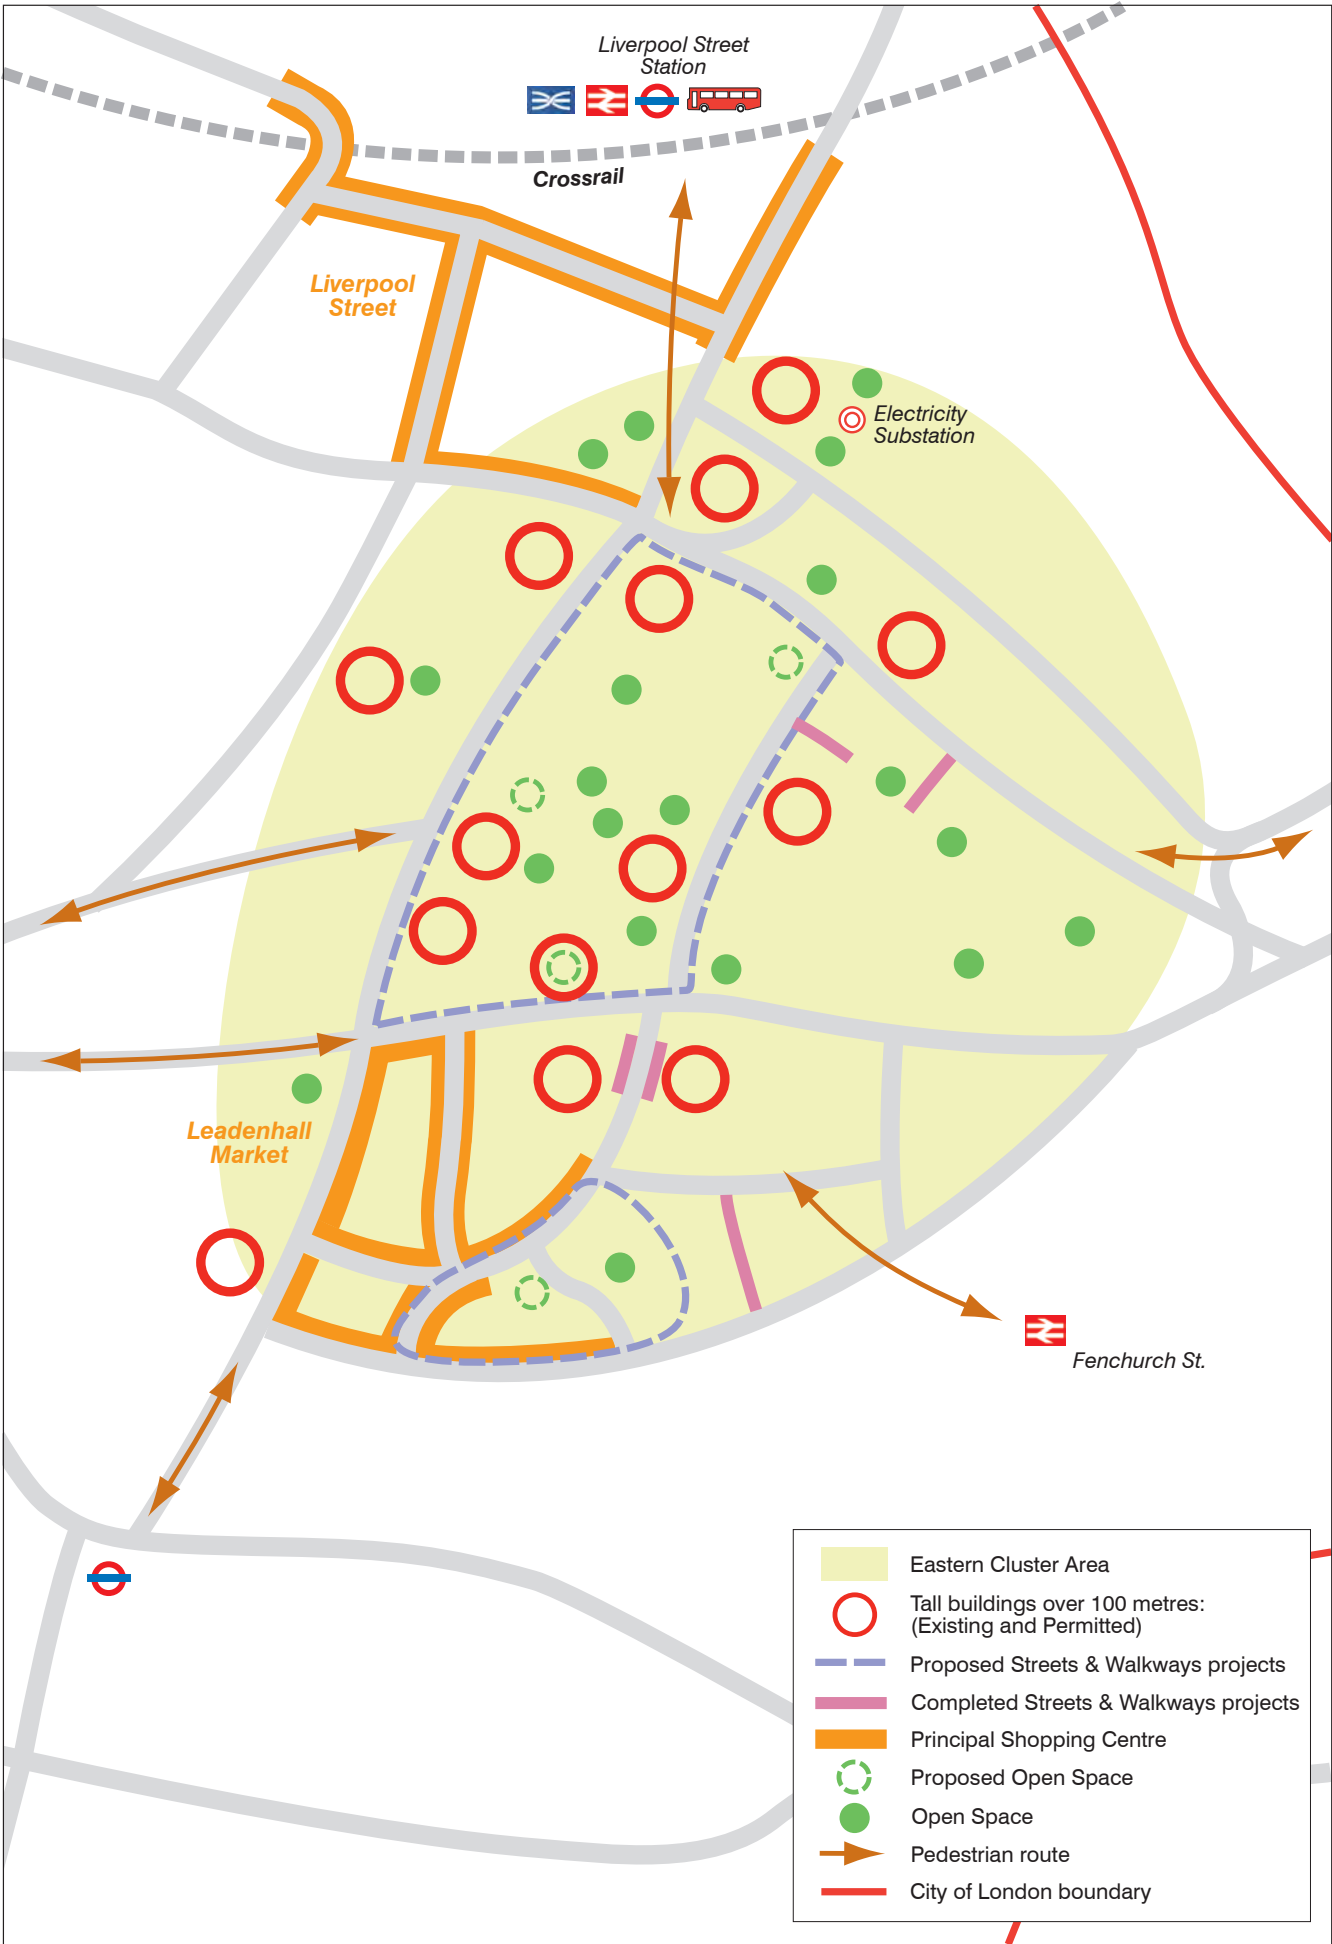 Liverpool Street
Station
Crossrail
Liverpool
Street
Electricity
Substation
Leadenhall
Market
Fenchurch St.
Eastern Cluster Area
Tall buildings over 100 metres:
(Existing and Permitted)
Proposed Streets & Walkways projects
Completed Streets & Walkways projects
Principal Shopping Centre
Proposed Open Space
Open Space
Pedestrian route
City of London boundary